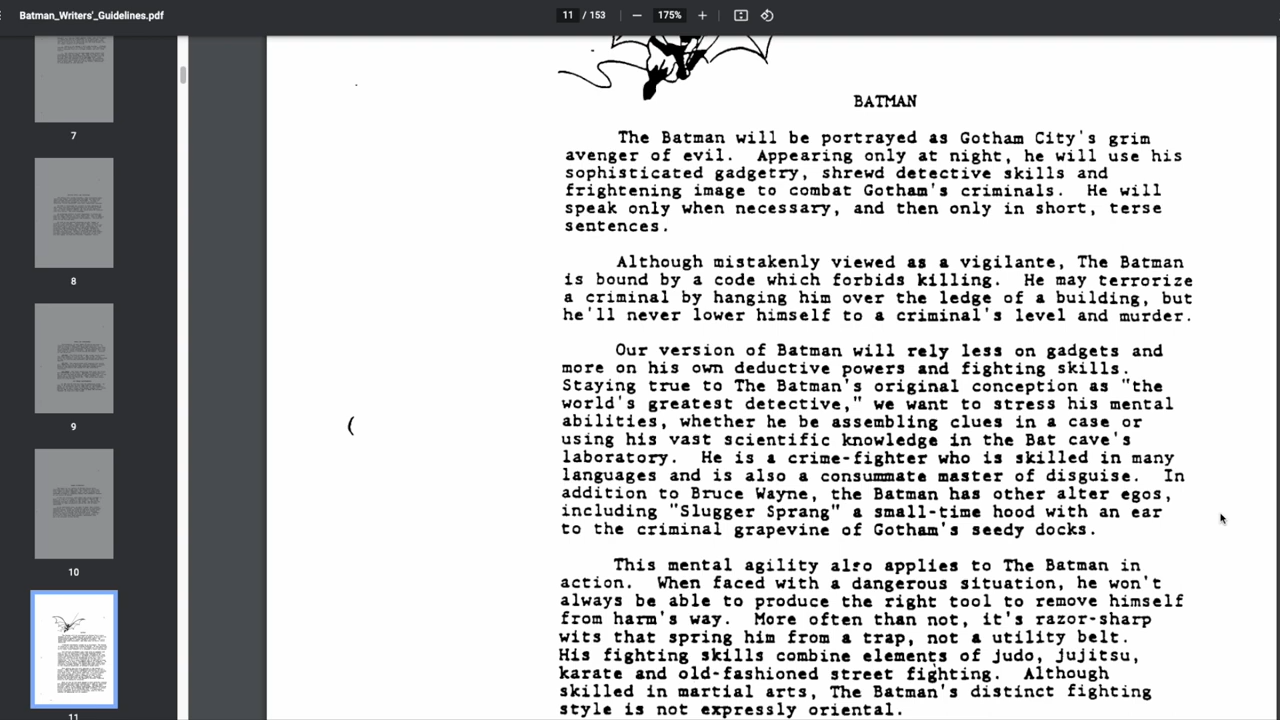 Batman_Writers'_Guidelines.pdf
11 / 153
175%
7
8
9
10
11
BATMAN
The Batman will be portrayed as Gotham City's grim
avenger of evil. Appearing only at night, he will use his
sophisticated gadgetry, shrewd detective skills and
frightening image to combat Gotham's criminals. He will
speak only when necessary, and then only in short, terse
sentences.
Although mistakenly viewed as a vigilante, The Batman
is bound by a code which forbids killing. He may terrorize
a criminal by hanging him over the ledge of a building, but
he'll never lower himself to a criminal's level and murder.
Our version of Batman will rely less on gadgets and
more on his own deductive powers and fighting skills.
Staying true to The Batman's original conception as "the
world's greatest detective," we want to stress his mental
abilities, whether he be assembling clues in a case or
using his vast scientific knowledge in the Bat cave's
laboratory. He is a crime-fighter who is skilled in many
languages and is also a consummate master of disguise. In
addition to Bruce Wayne, the Batman has other alter egos,
including "Slugger Sprang" a small-time hood with an ear
to the criminal grapevine of Gotham's seedy docks.
This mental agility also applies to The Batman in
action. When faced with a dangerous situation, he won't
always be able to produce the right tool to remove himself
from harm's way. More often than not, it's razor-sharp
wits that spring him from a trap, not a utility belt.
His fighting skills combine elements of judo, jujitsu,
karate and old-fashioned street fighting. Although
skilled in martial arts, The Batman's distinct fighting
style is not expressly oriental.